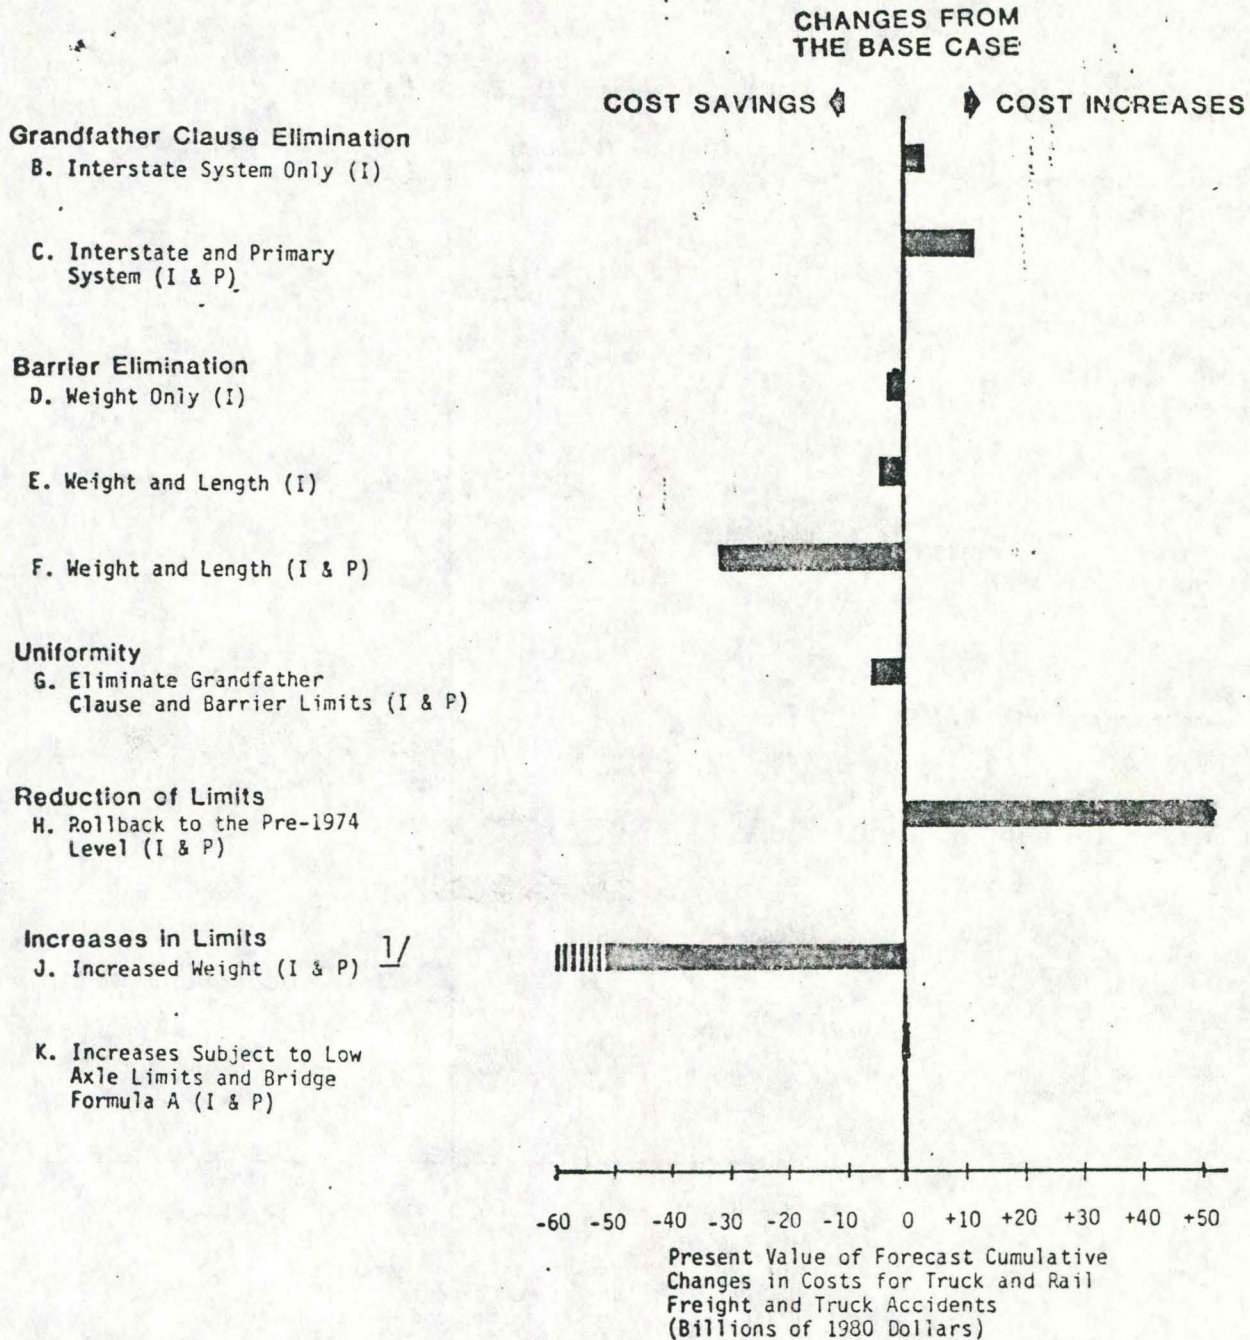 CHANGES FROM
THE BASE CASE
COST SAVINGS
COST INCREASES
Grandfather Clause Elimination
B. Interstate System Only (I)
C. Interstate and Primary
System (I & P)
Barrier Elimination
D. Weight Only (I)
E. Weight and Length (I)
F. Weight and Length (I & P)
Uniformity
G. Eliminate Grandfather
Clause and Barrier Limits (I & P)
Reduction of Limits
H. Rollback to the Pre-1974
Level (I & P)
Increases in Limits
J. Increased Weight (I & P) 1/
K. Increases Subject to Low
Axle Limits and Bridge
Formula A (I & P)
-60 -50 -40 -30 -20 -10 0 +10 +20 +30 +40 +50
Present Value of Forecast Cumulative
Changes in Costs for Truck and Rail
Freight and Truck Accidents
(Billions of 1980 Dollars)